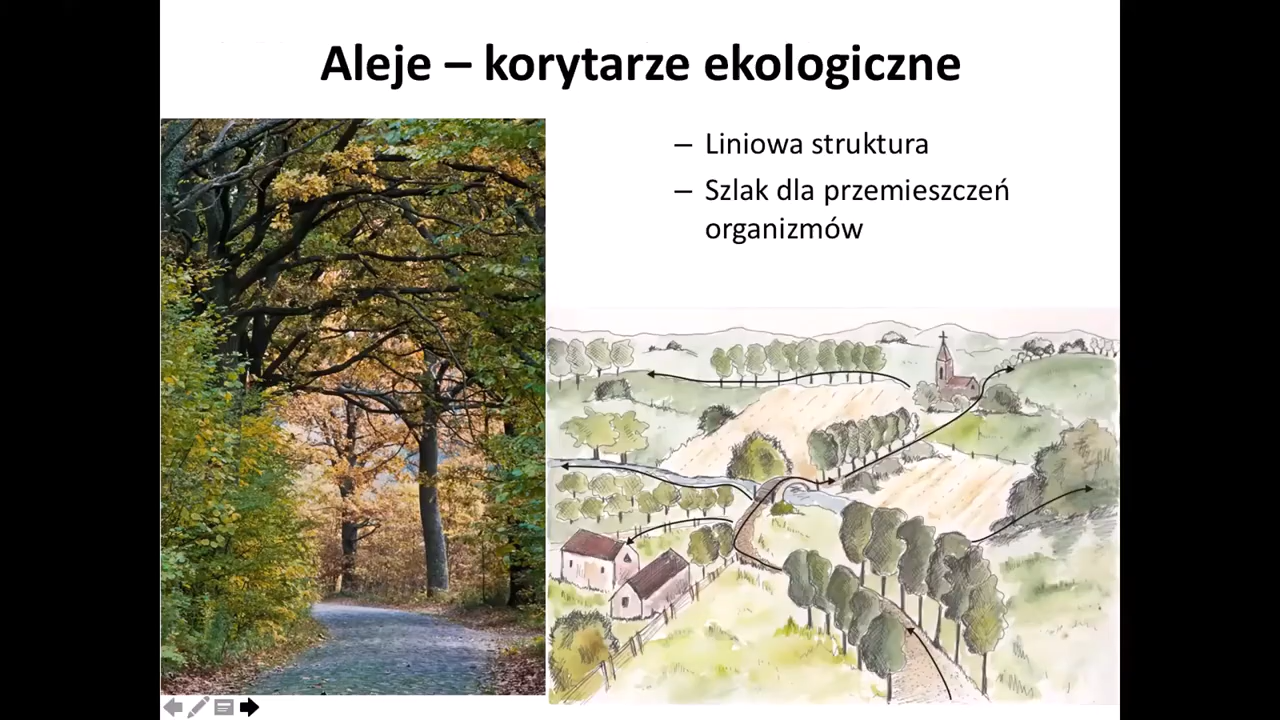 Aleje – korytarze ekologiczne
– Liniowa struktura
– Szlak dla przemieszczeń
organizmów